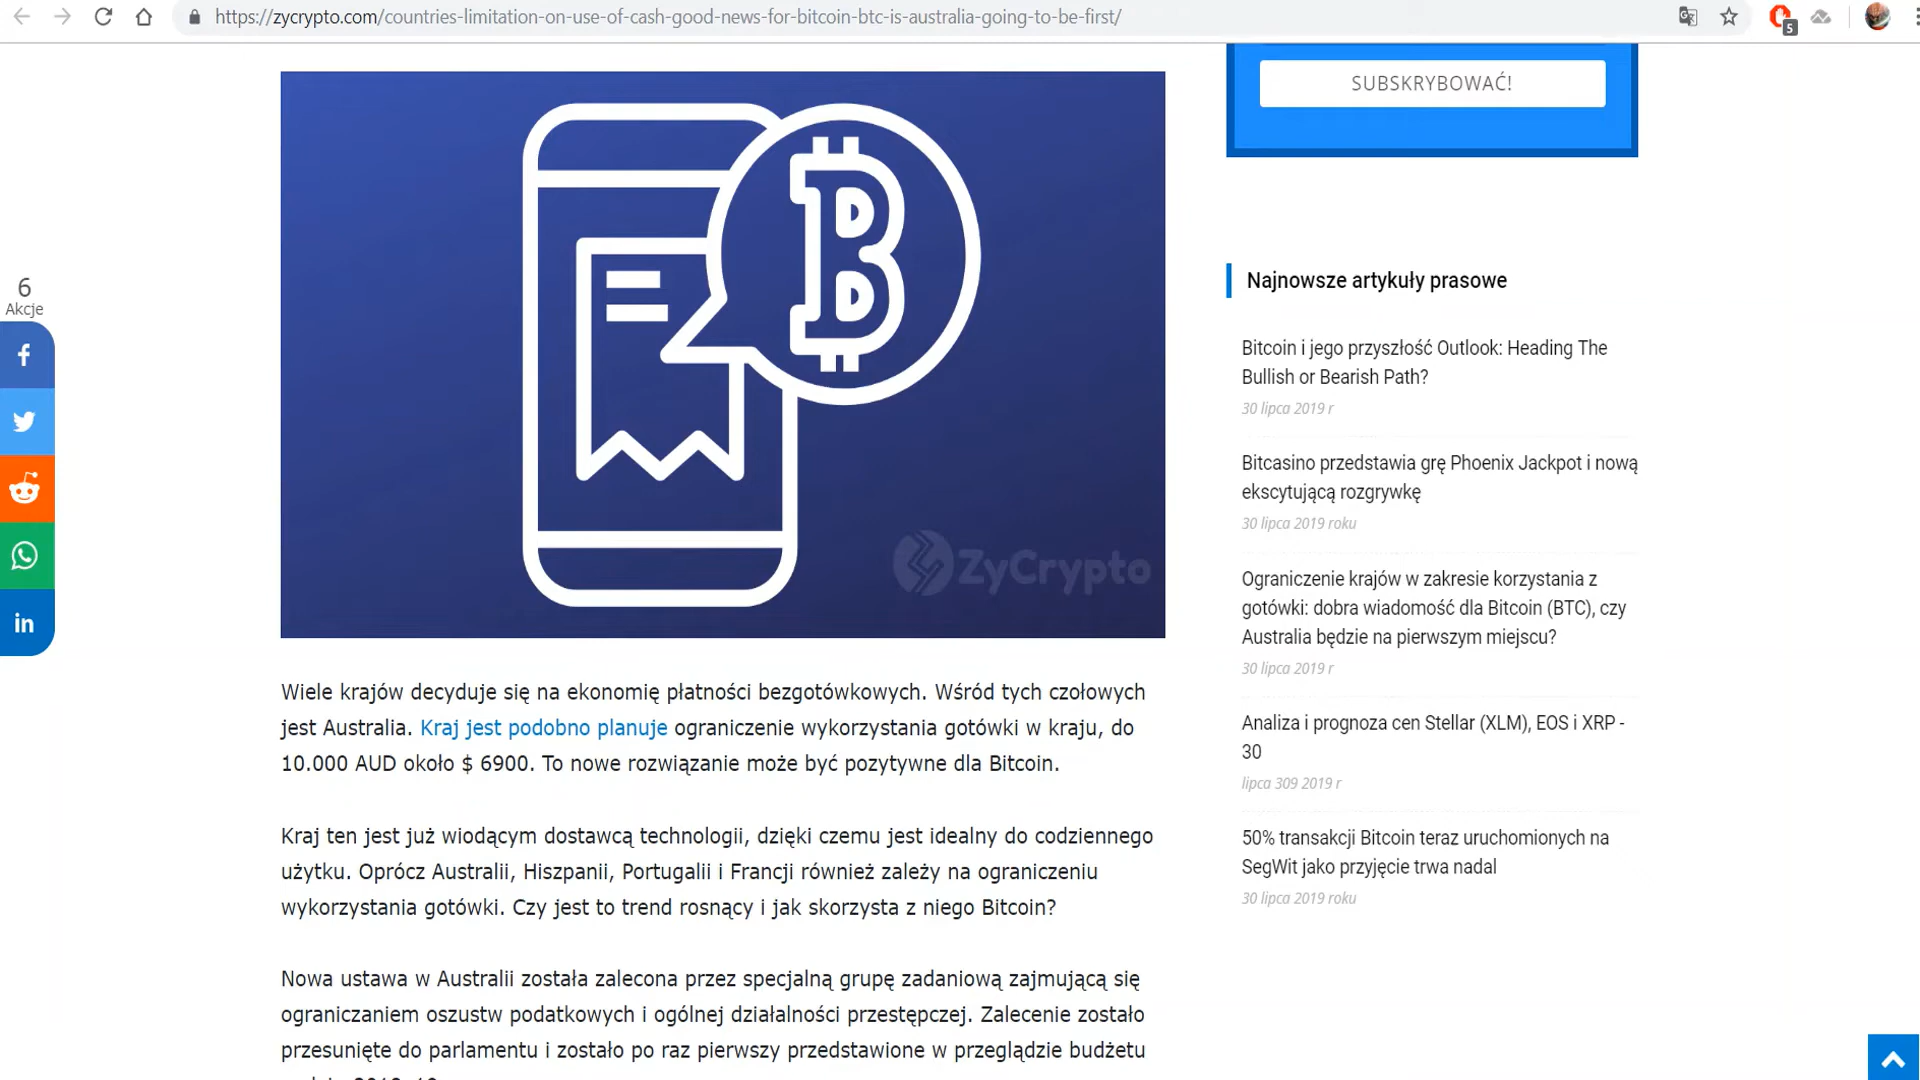 https://zycrypto.com/countries-limitation-on-use-of-cash-good-news-for-bitcoin-btc-is-australia-going-to-be-first/
5
SUBSKRYBOWAĆ!
ZyCrypto
6
Akcje
Wiele krajów decyduje się na ekonomię płatności bezgotówkowych. Wśród tych czołowych
jest Australia. Kraj jest podobno planuje ograniczenie wykorzystania gotówki w kraju, do
10.000 AUD około $ 6900. To nowe rozwiązanie może być pozytywne dla Bitcoin.
Kraj ten jest już wiodącym dostawcą technologii, dzięki czemu jest idealny do codziennego
użytku. Oprócz Australii, Hiszpanii, Portugalii i Francji również zależy na ograniczeniu
wykorzystania gotówki. Czy jest to trend rosnący i jak skorzysta z niego Bitcoin?
Nowa ustawa w Australii została zalecona przez specjalną grupę zadaniową zajmującą się
ograniczaniem oszustw podatkowych i ogólnej działalności przestępczej. Zalecenie zostało
przesunięte do parlamentu i zostało po raz pierwszy przedstawione w przeglądzie budżetu
Najnowsze artykuły prasowe
Bitcoin i jego przyszłość Outlook: Heading The
Bullish or Bearish Path?
30 lipca 2019 r
Bitcasino przedstawia grę Phoenix Jackpot i nową
ekscytującą rozgrywkę
30 lipca 2019 roku
Ograniczenie krajów w zakresie korzystania z
gotówki: dobra wiadomość dla Bitcoin (BTC), czy
Australia będzie na pierwszym miejscu?
30 lipca 2019 r
Analiza i prognoza cen Stellar (XLM), EOS i XRP -
30
lipca 309 2019 r
50% transakcji Bitcoin teraz uruchomionych na
SegWit jako przyjęcie trwa nadal
30 lipca 2019 roku